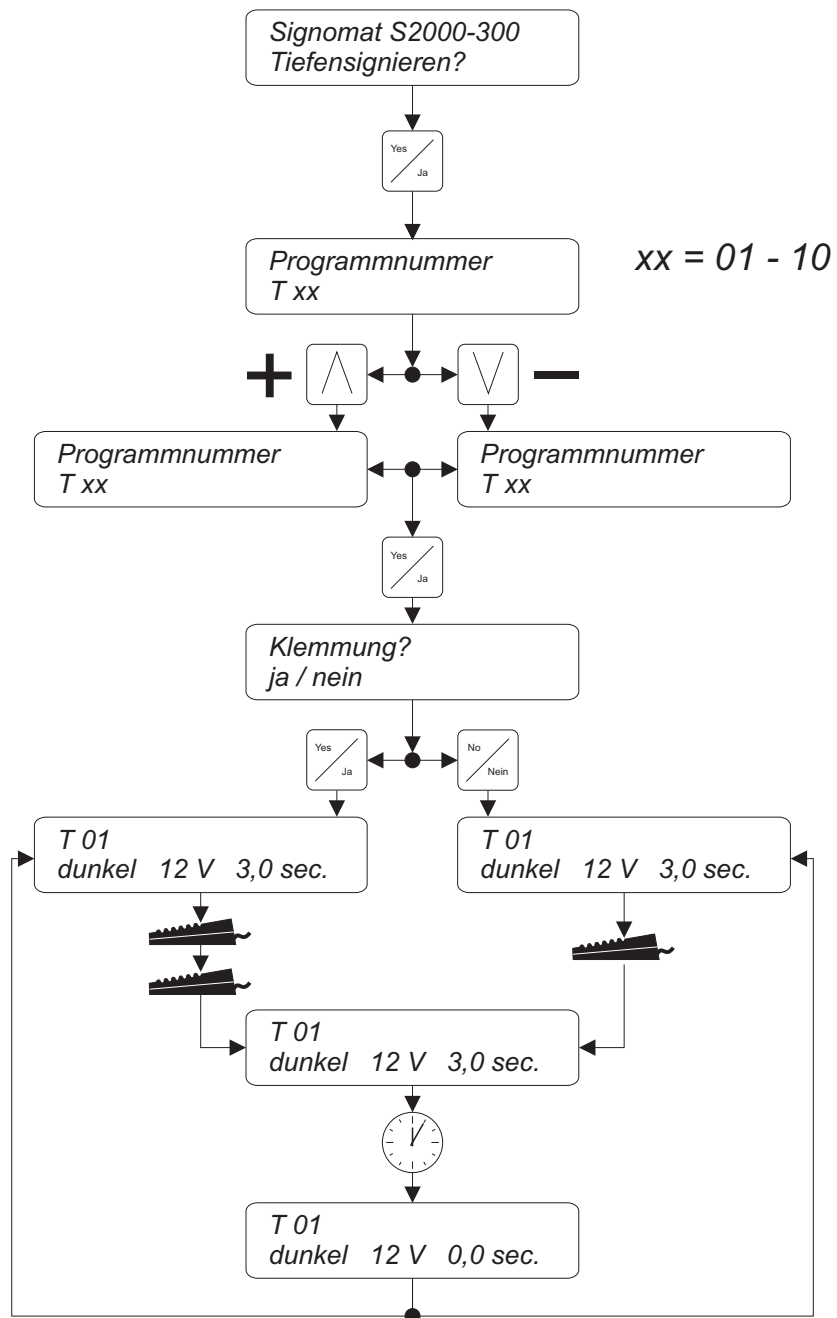 Signomat S2000-300
Tiefensignieren?
Yes
Ja
Programmnummer
T xx
xx = 01 - 10
+
−
Programmnummer
T xx
Programmnummer
T xx
Yes
Ja
Klemmung?
ja / nein
Yes
Ja
No
Nein
T 01
dunkel 12 V 3,0 sec.
T 01
dunkel 12 V 3,0 sec.
T 01
dunkel 12 V 3,0 sec.
T 01
dunkel 12 V 0,0 sec.